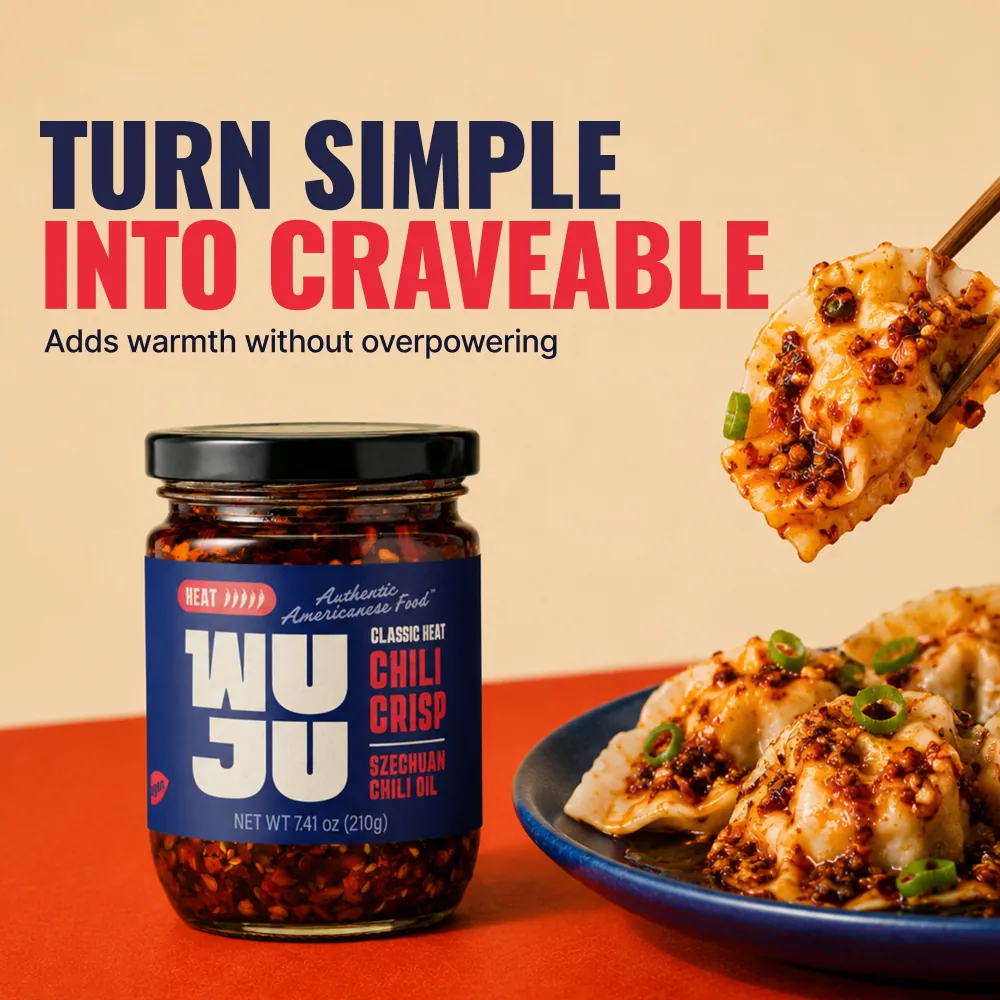 TURN SIMPLE
INTO CRAVEABLE
Adds warmth without overpowering
HEAT
Authentic
Americanese Food™
WU
JU
CLASSIC HEAT
CHILI
CRISP
SZECHUAN
CHILI OIL
NET WT 7.41 oz (210g)